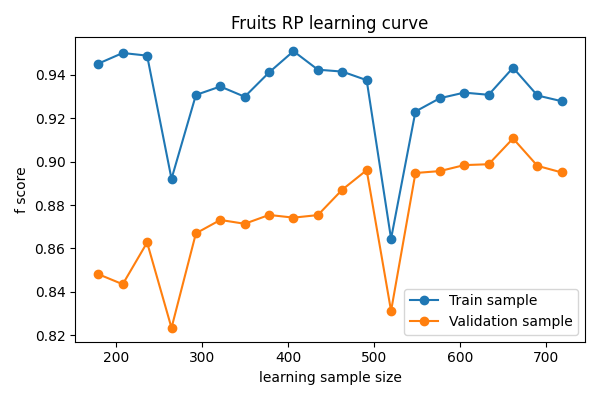 Fruits RP learning curve
f score
0.94
0.92
0.90
0.88
0.86
0.84
0.82
200 300 400 500 600 700
learning sample size
Train sample
Validation sample